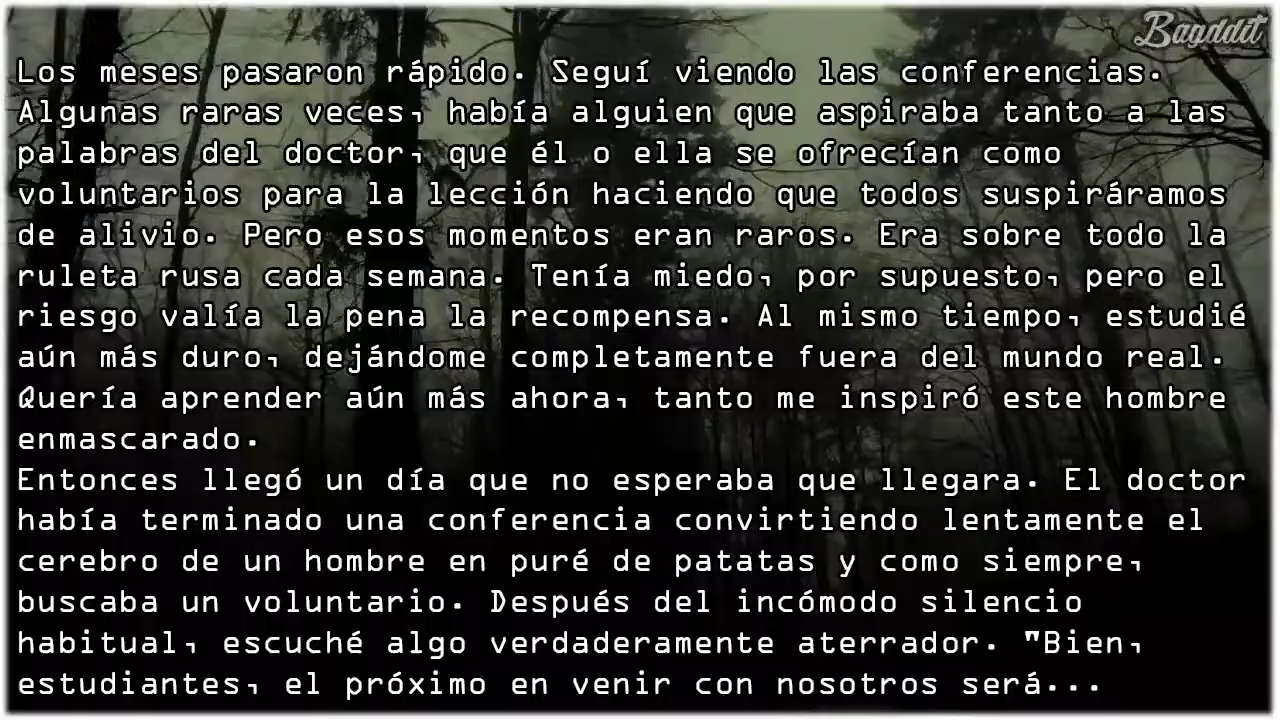 Bagddit
Los meses pasaron rápido. Seguí viendo las conferencias.
Algunas raras veces, había alguien que aspiraba tanto a las
palabras del doctor, que él o ella se ofrecían como
voluntarios para la lección haciendo que todos suspiráramos
de alivio. Pero esos momentos eran raros. Era sobre todo la
ruleta rusa cada semana. Tenía miedo, por supuesto, pero el
riesgo valía la pena la recompensa. Al mismo tiempo, estudié
aún más duro, dejándome completamente fuera del mundo real.
Quería aprender aún más ahora, tanto me inspiró este hombre
enmascarado.
Entonces llegó un día que no esperaba que llegara. El doctor
había terminado una conferencia convirtiendo lentamente el
cerebro de un hombre en puré de patatas y como siempre,
buscaba un voluntario. Después del incómodo silencio
habitual, escuché algo verdaderamente aterrador. "Bien,
estudiantes, el próximo en venir con nosotros será...